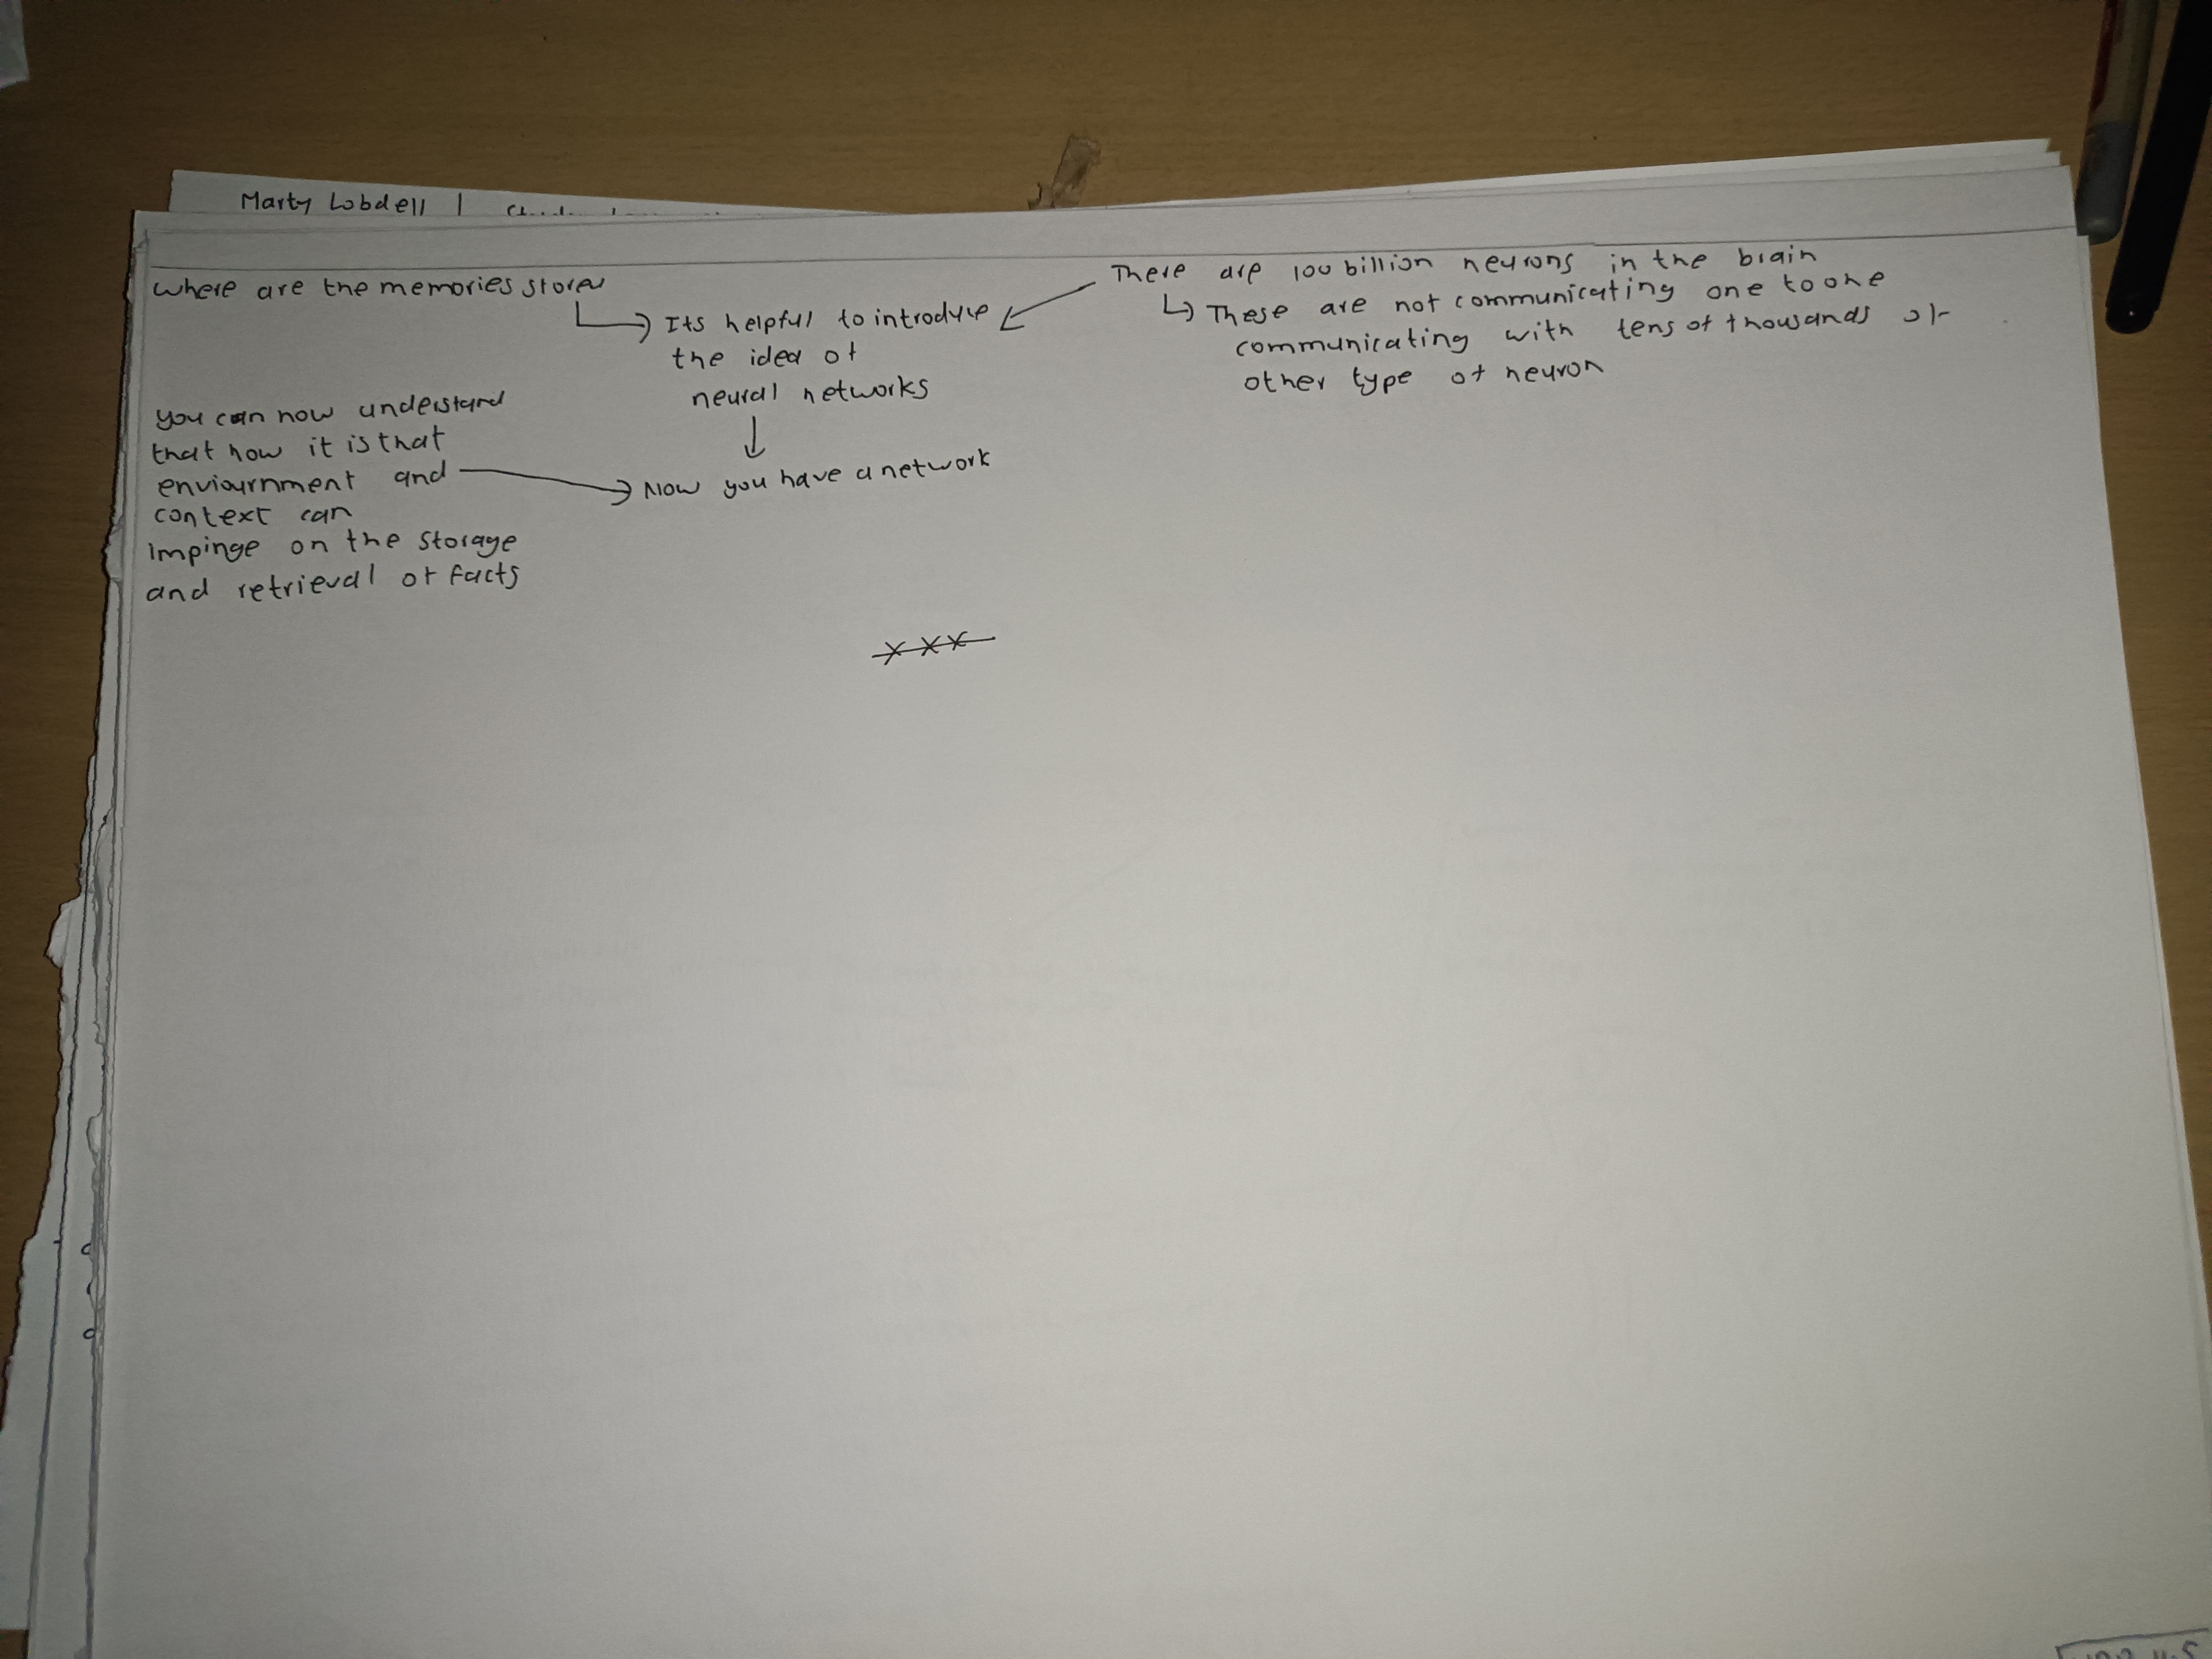 Marty Lobdell |
where are the memories stored
Its helpful to introduce
the idea of
neural networks
There are 100 billion neurons in the brain
These are not communicating one to one
communicating with tens of thousands of
other type of neuron
Now you have a network
you can now understand
that how it is that
enviournment and
context can
impinge on the storage
and retrieval of facts
xxx